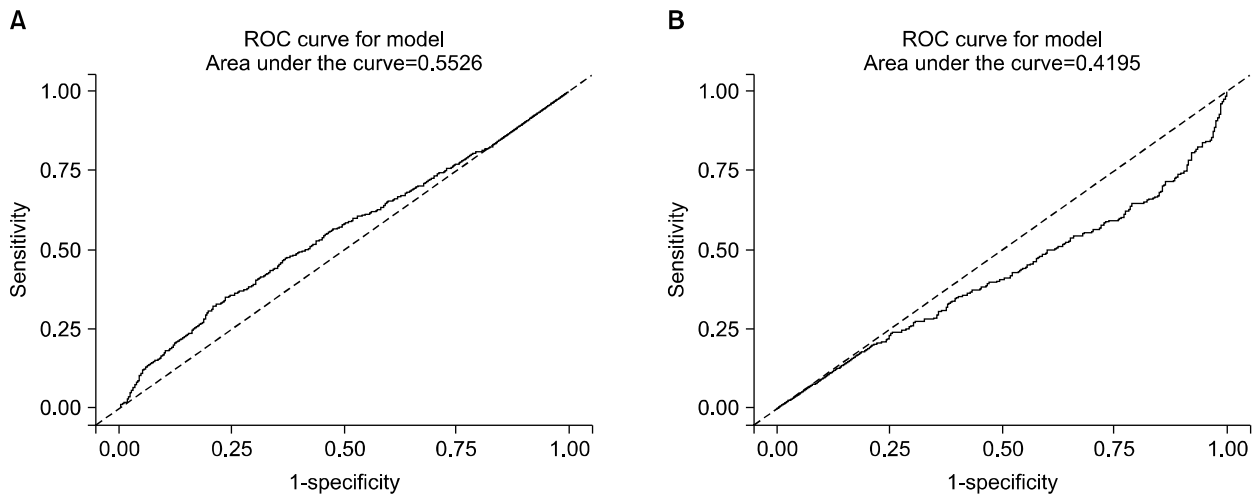 A
ROC curve for model
Area under the curve=0.5526
Sensitivity
1.00
0.75
0.50
0.25
0.00
0.00 0.25 0.50 0.75 1.00
1-specificity
B
ROC curve for model
Area under the curve=0.4195
Sensitivity
1.00
0.75
0.50
0.25
0.00
0.00 0.25 0.50 0.75 1.00
1-specificity